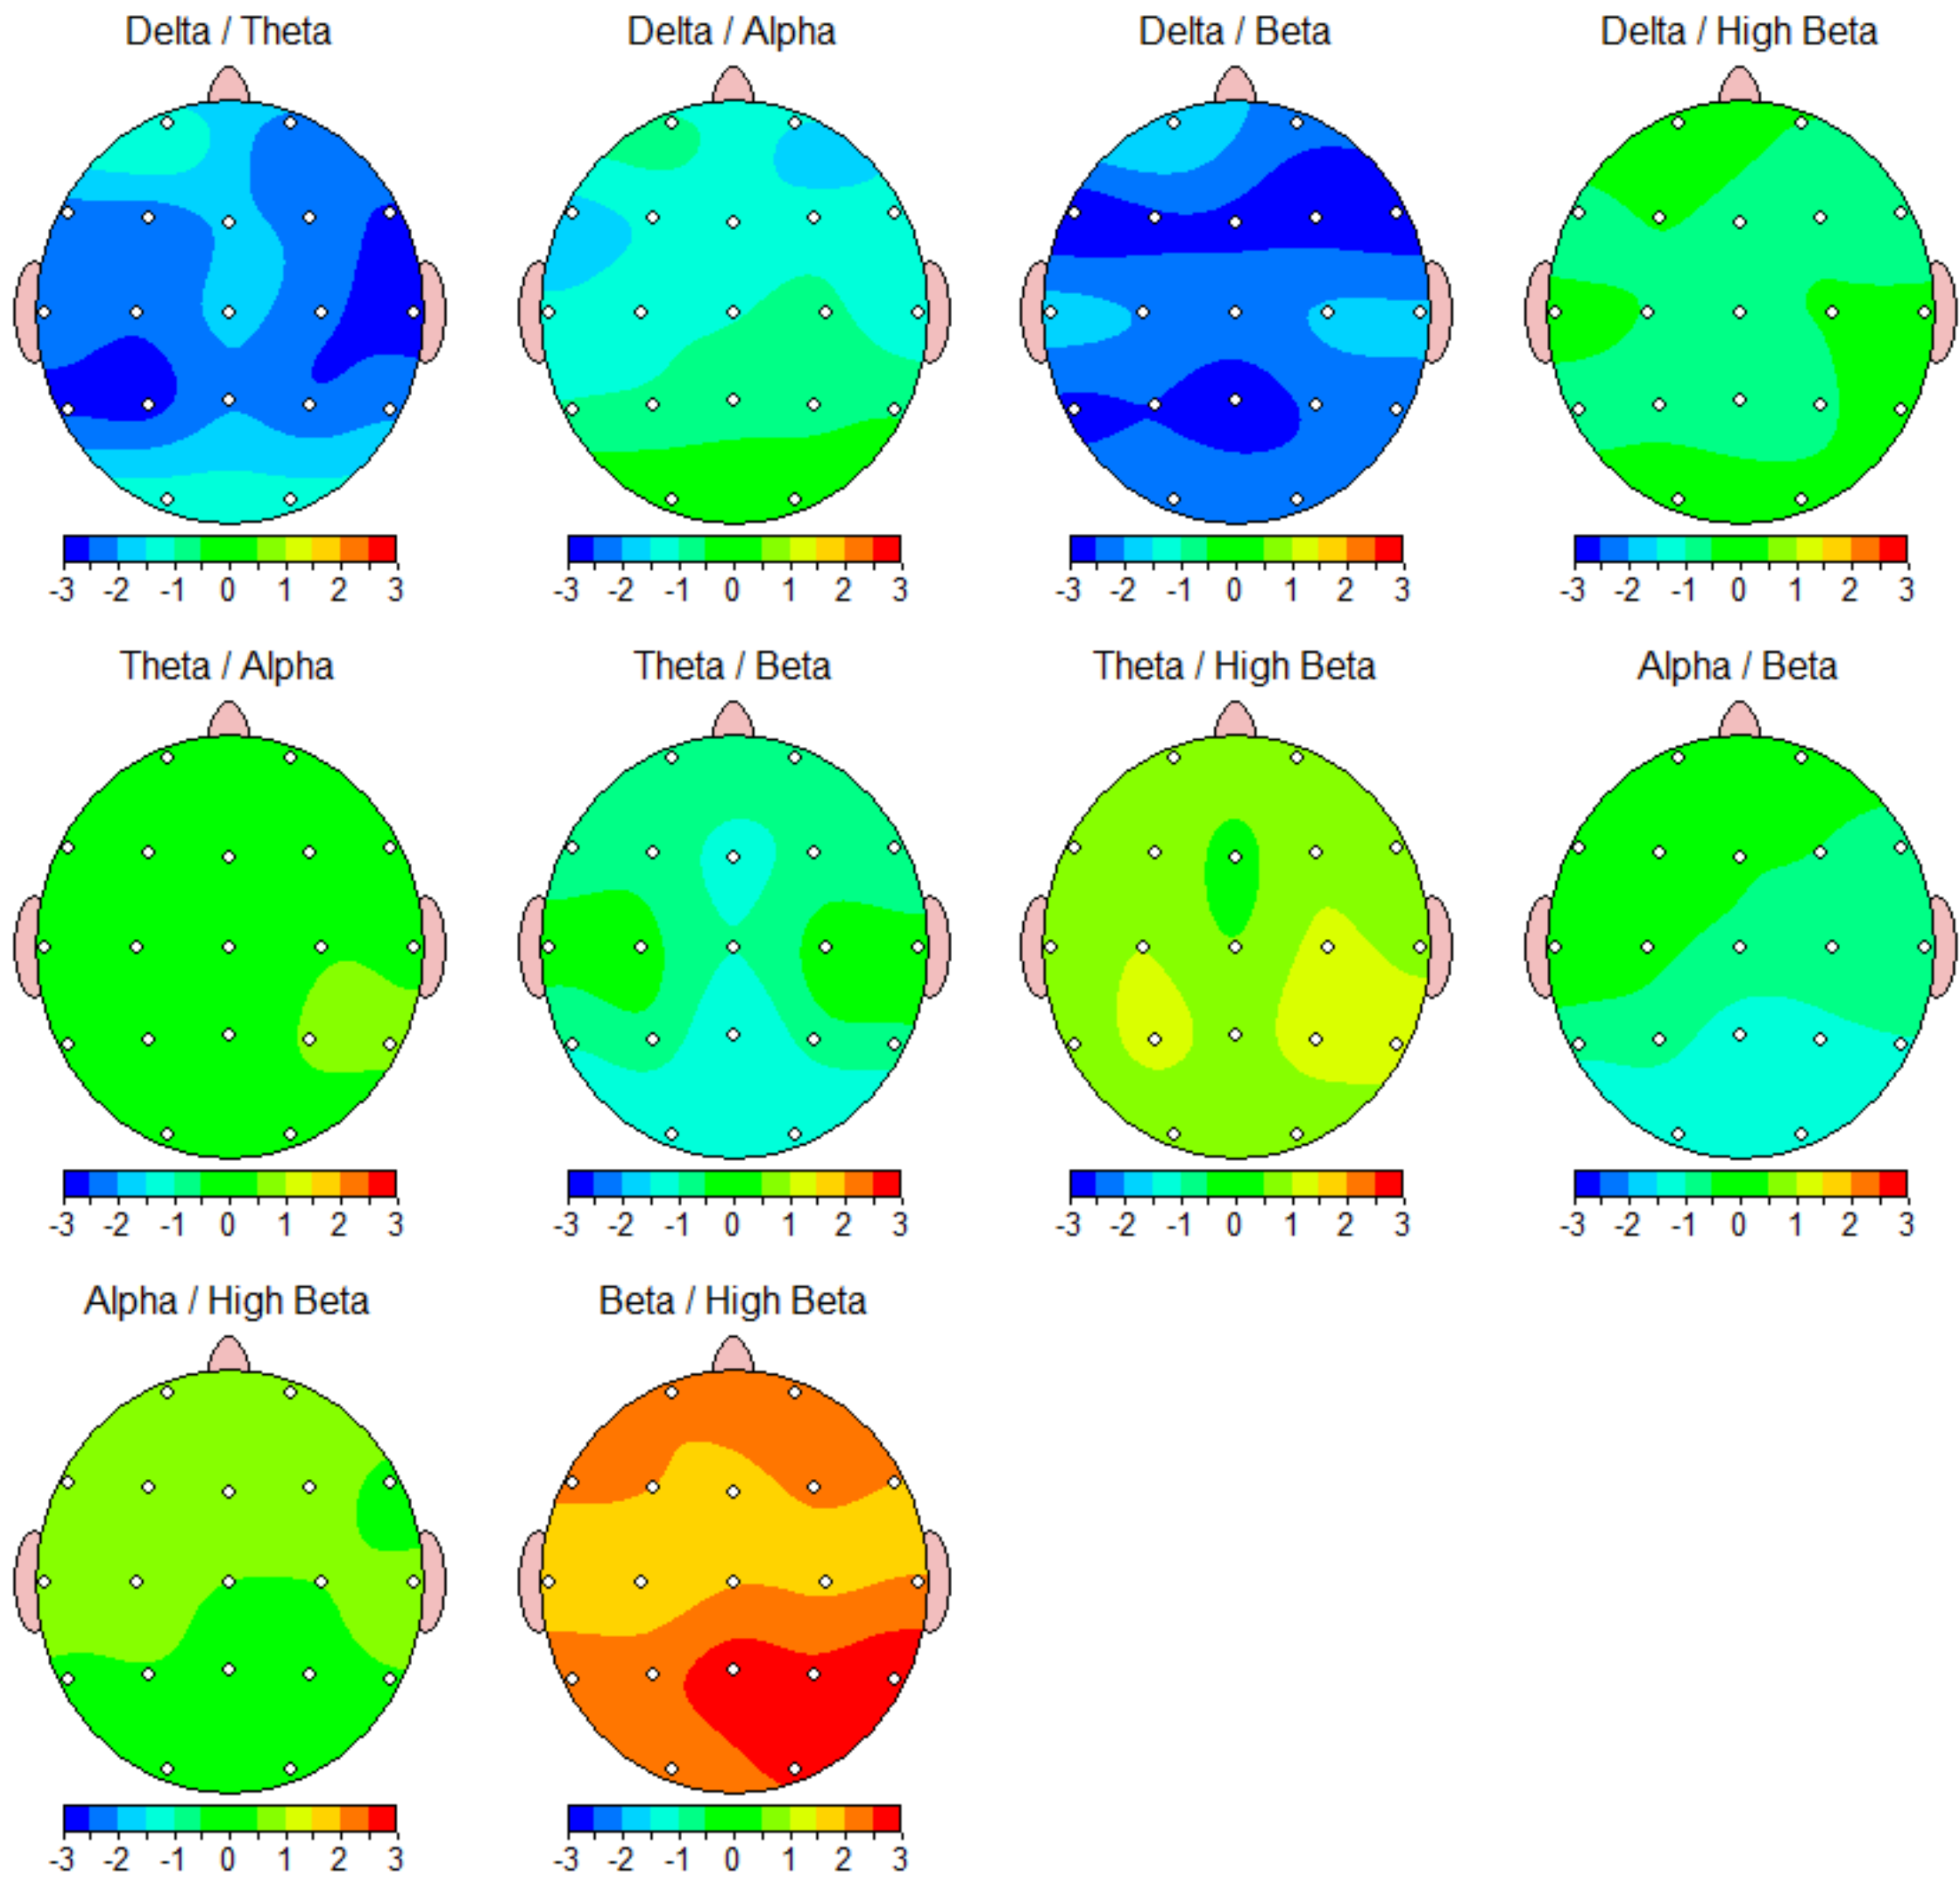 Delta / Theta
Delta / Alpha
Delta / Beta
Delta / High Beta
-3 -2 -1 0 1 2 3
-3 -2 -1 0 1 2 3
-3 -2 -1 0 1 2 3
-3 -2 -1 0 1 2 3
Theta / Alpha
Theta / Beta
Theta / High Beta
Alpha / Beta
-3 -2 -1 0 1 2 3
-3 -2 -1 0 1 2 3
-3 -2 -1 0 1 2 3
-3 -2 -1 0 1 2 3
Alpha / High Beta
Beta / High Beta
-3 -2 -1 0 1 2 3
-3 -2 -1 0 1 2 3